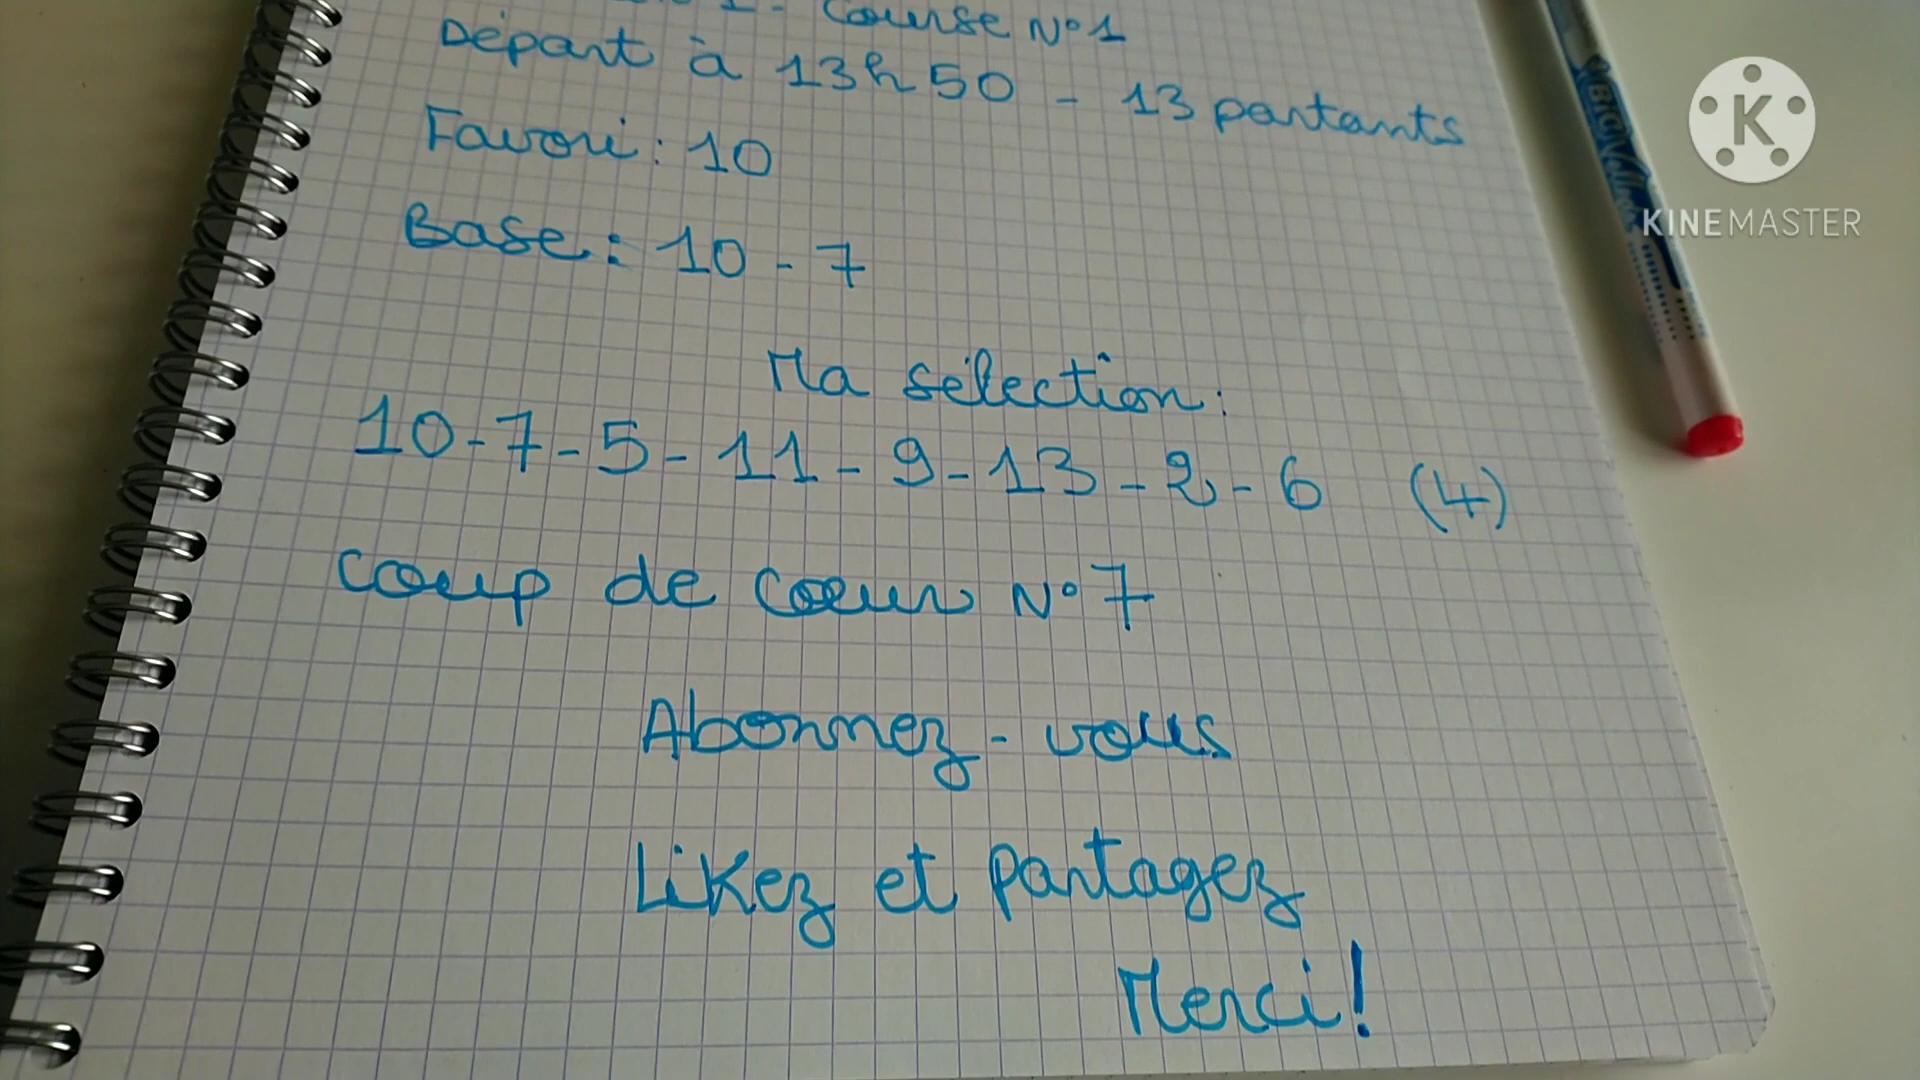 Course N°1
Départ à 13h50 - 13 partants
Favori: 10
Base: 10 - 7
Ma sélection:
10 - 7 - 5 - 11 - 9 - 13 - 2 - 6 (4)
Coup de Coeur N°7
Abonnez-vous
Likez et partagez
Merci!
BIC
K
KINEMASTER